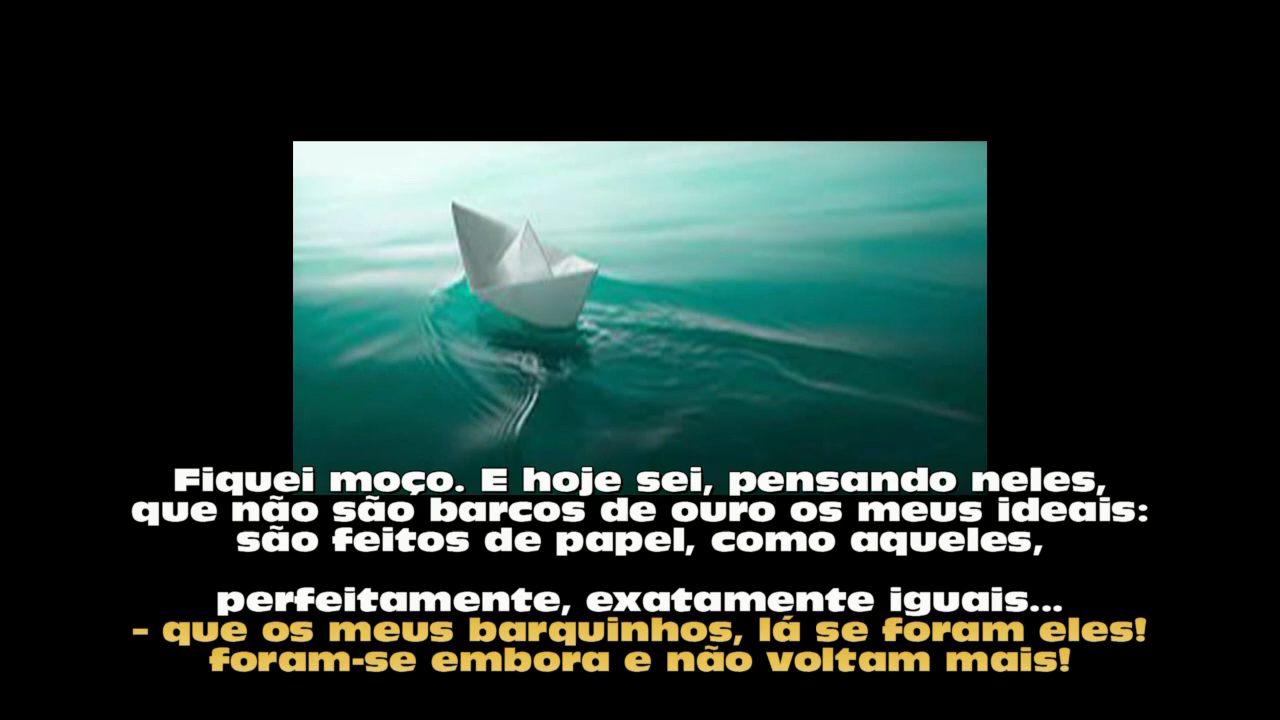 Fiquei moço. E hoje sei, pensando neles,
que não são barcos de ouro os meus ideais:
são feitos de papel, como aqueles,
perfeitamente, exatamente iguais...
- que os meus barquinhos, lá se foram eles!
foram-se embora e não voltam mais!